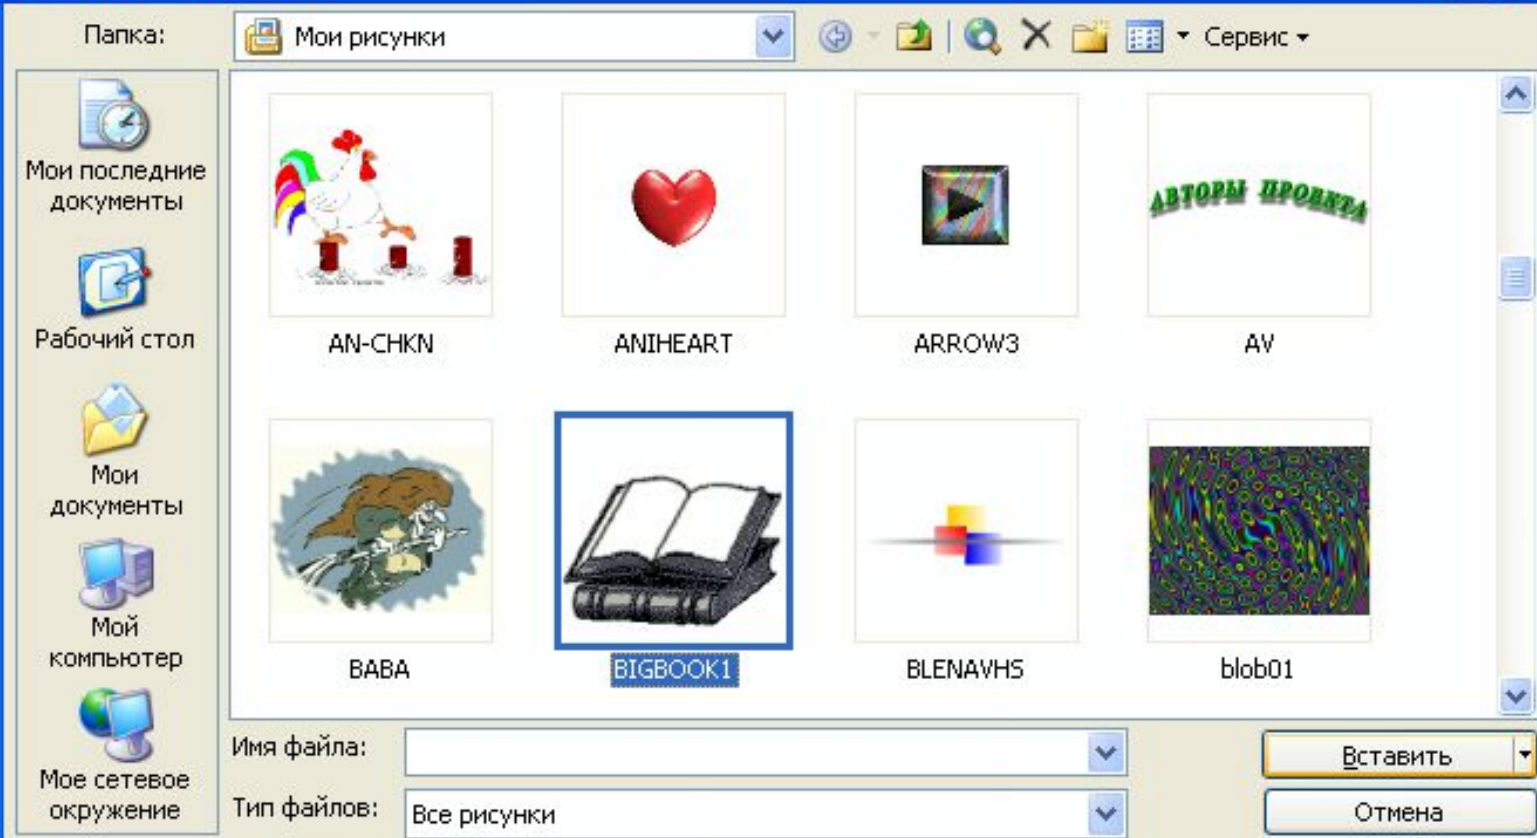 Папка:
Мои рисунки
Сервис
Мои последние
документы
Рабочий стол
Мои
документы
Мой
компьютер
Мое сетевое
окружение
AN-CHKN
ANIHEART
ARROW3
АВТОРЫ ПРОЕКТА
AV
BABA
BIGBOOK1
BLENAVHS
blob01
Имя файла:
Вставить
Тип файлов:
Все рисунки
Отмена